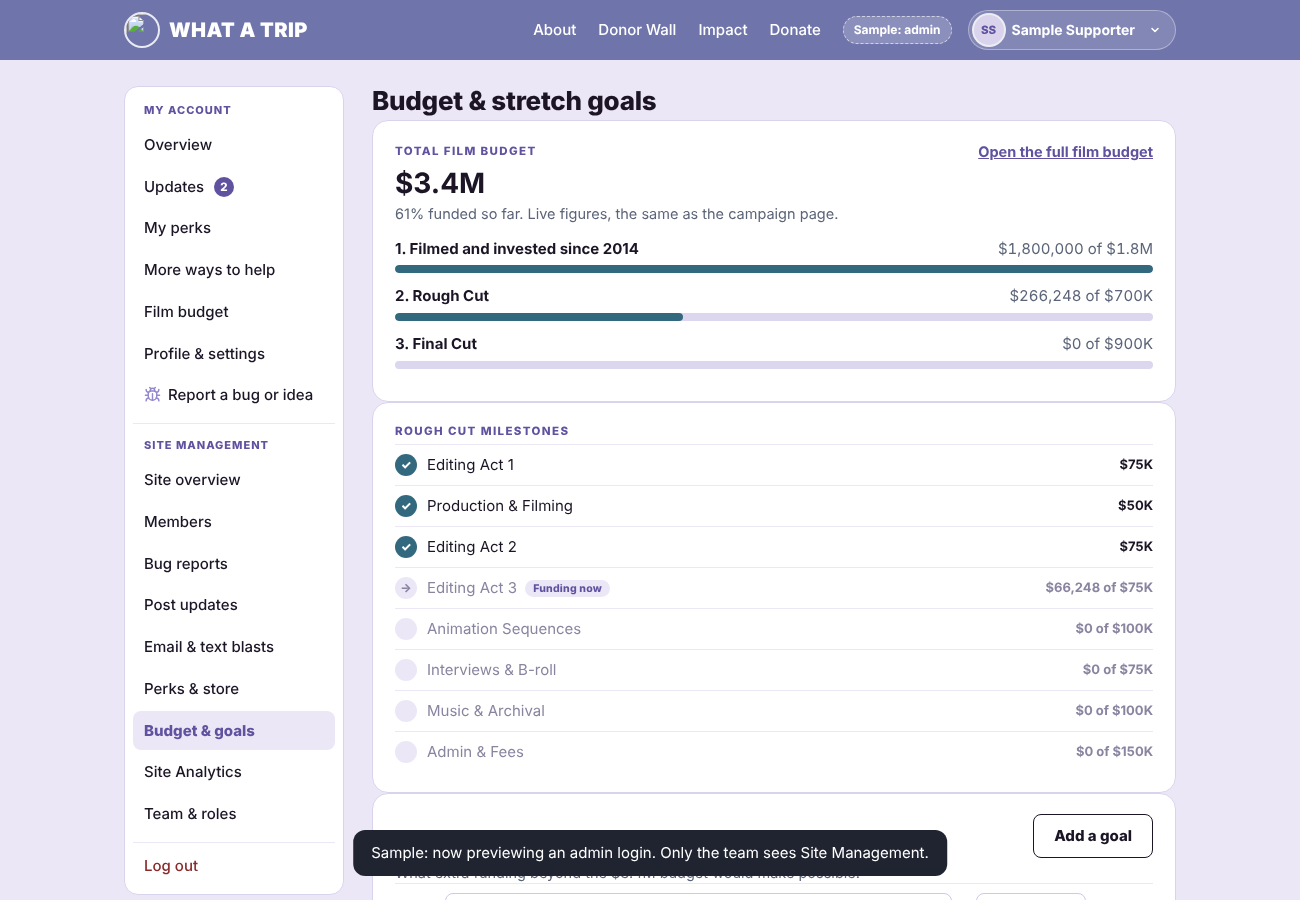 WHAT A TRIP
About
Donor Wall
Impact
Donate
Sample: admin
SS
Sample Supporter
MY ACCOUNT
Overview
Updates 2
My perks
More ways to help
Film budget
Profile & settings
Report a bug or idea
SITE MANAGEMENT
Site overview
Members
Bug reports
Post updates
Email & text blasts
Perks & store
Budget & goals
Site Analytics
Team & roles
Log out
Budget & stretch goals
TOTAL FILM BUDGET
Open the full film budget
$3.4M
61% funded so far. Live figures, the same as the campaign page.
1. Filmed and invested since 2014 $1,800,000 of $1.8M
2. Rough Cut $266,248 of $700K
3. Final Cut $0 of $900K
ROUGH CUT MILESTONES
Editing Act 1 $75K
Production & Filming $50K
Editing Act 2 $75K
Editing Act 3 Funding now $66,248 of $75K
Animation Sequences $0 of $100K
Interviews & B-roll $0 of $75K
Music & Archival $0 of $100K
Admin & Fees $0 of $150K
Add a goal
Sample: now previewing an admin login. Only the team sees Site Management.